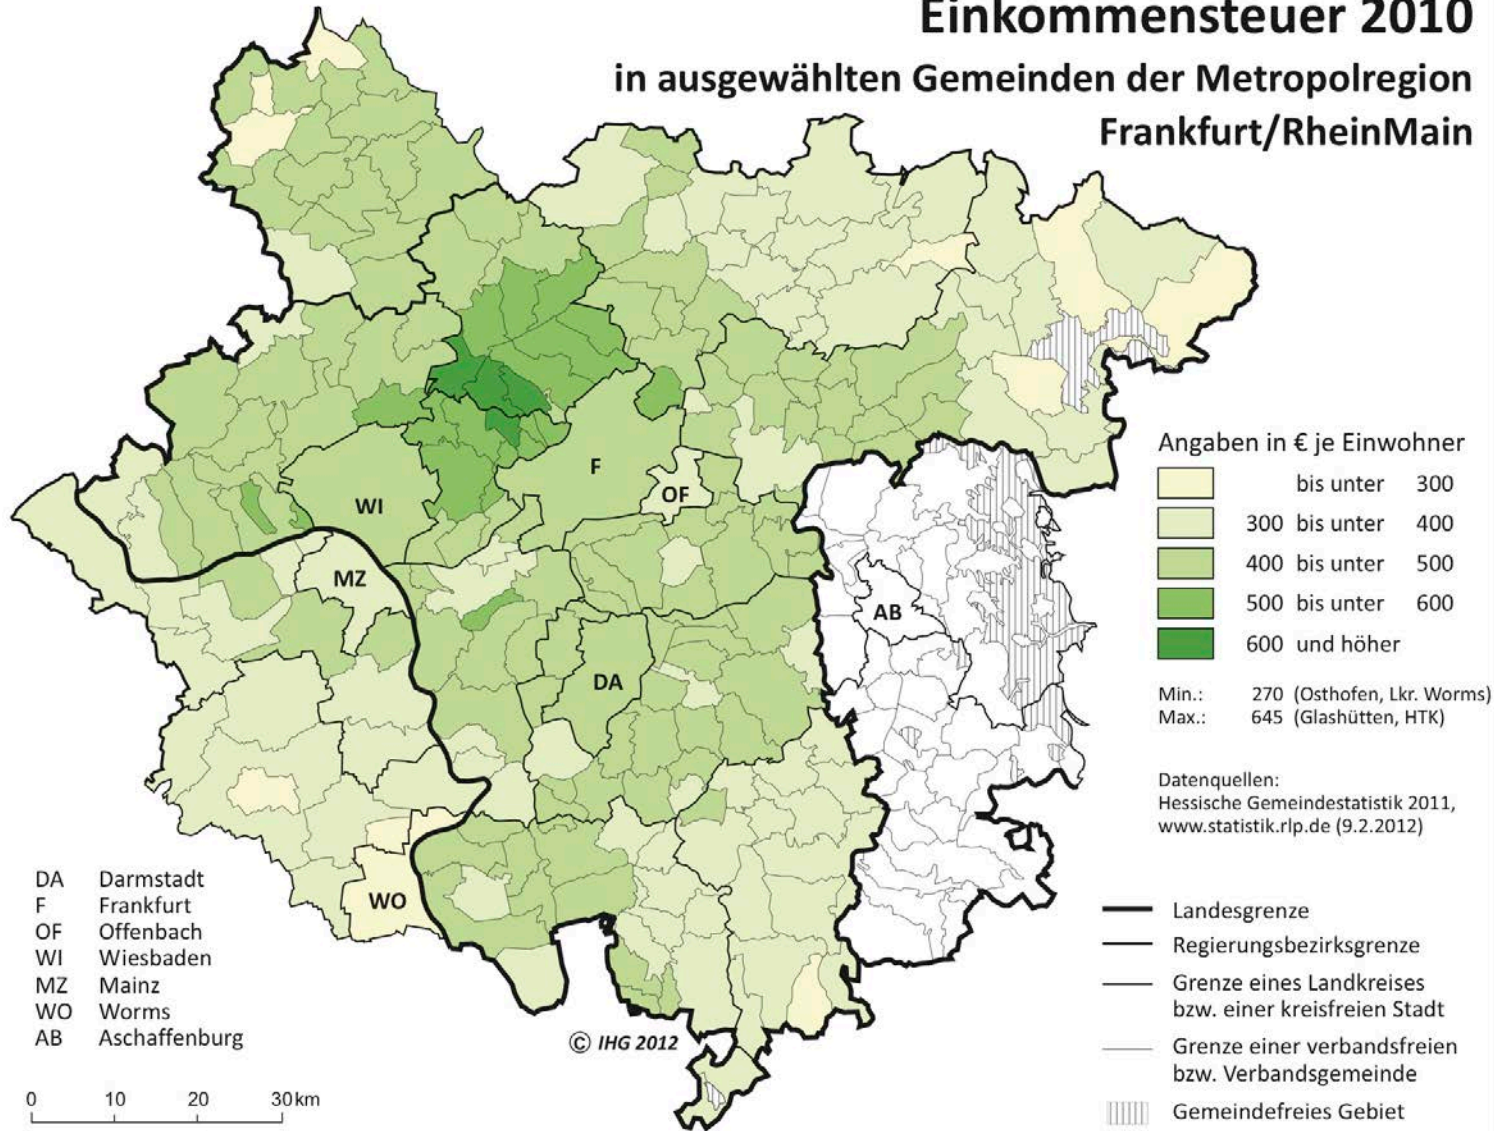 Einkommensteuer 2010
in ausgewählten Gemeinden der Metropolregion
Frankfurt/RheinMain
Angaben in € je Einwohner
bis unter 300
300 bis unter 400
400 bis unter 500
500 bis unter 600
600 und höher
Min.: 270 (Osthofen, Lkr. Worms)
Max.: 645 (Glashütten, HTK)
Datenquellen:
Hessische Gemeindestatistik 2011,
www.statistik.rlp.de (9.2.2012)
F
WI
OF
MZ
AB
DA
WO
DA Darmstadt
F Frankfurt
OF Offenbach
WI Wiesbaden
MZ Mainz
WO Worms
AB Aschaffenburg
0 10 20 30 km
© IHG 2012
Landesgrenze
Regierungsbezirksgrenze
Grenze eines Landkreises
bzw. einer kreisfreien Stadt
Grenze einer verbandsfreien
bzw. Verbandsgemeinde
Gemeindefreies Gebiet